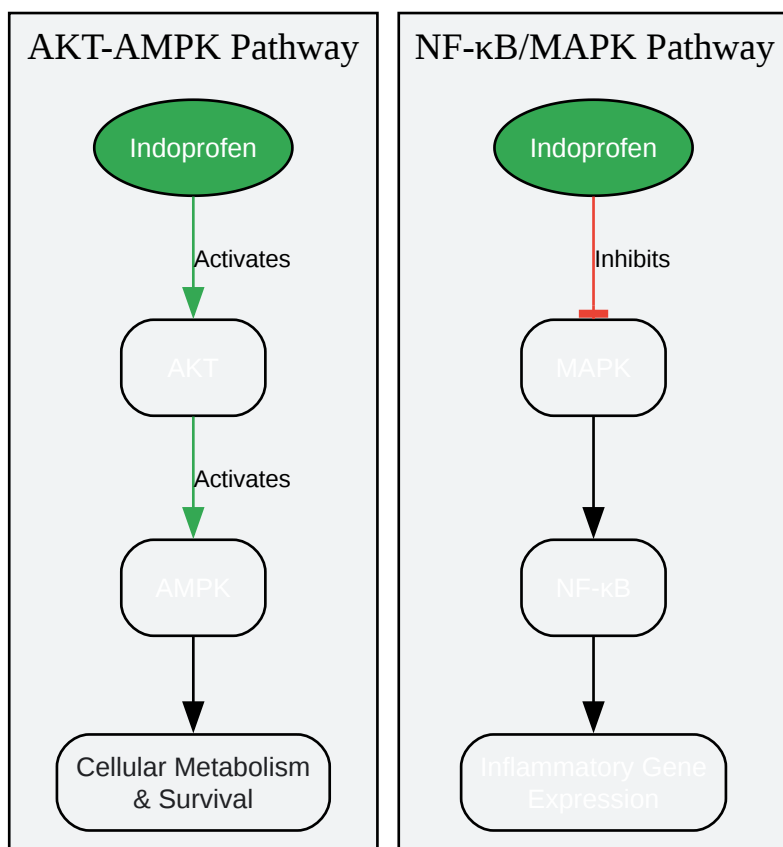 AKT-AMPK Pathway
Indoprofen
Activates
AKT
Activates
AMPK
Cellular Metabolism
& Survival
NF-κB/MAPK Pathway
Indoprofen
Inhibits
MAPK
NF-κB
Inflammatory Gene
Expression